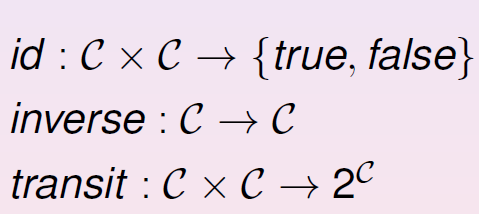 id : 𝒞 × 𝒞 → {true, false}
inverse : 𝒞 → 𝒞
transit : 𝒞 × 𝒞 → 2^𝒞